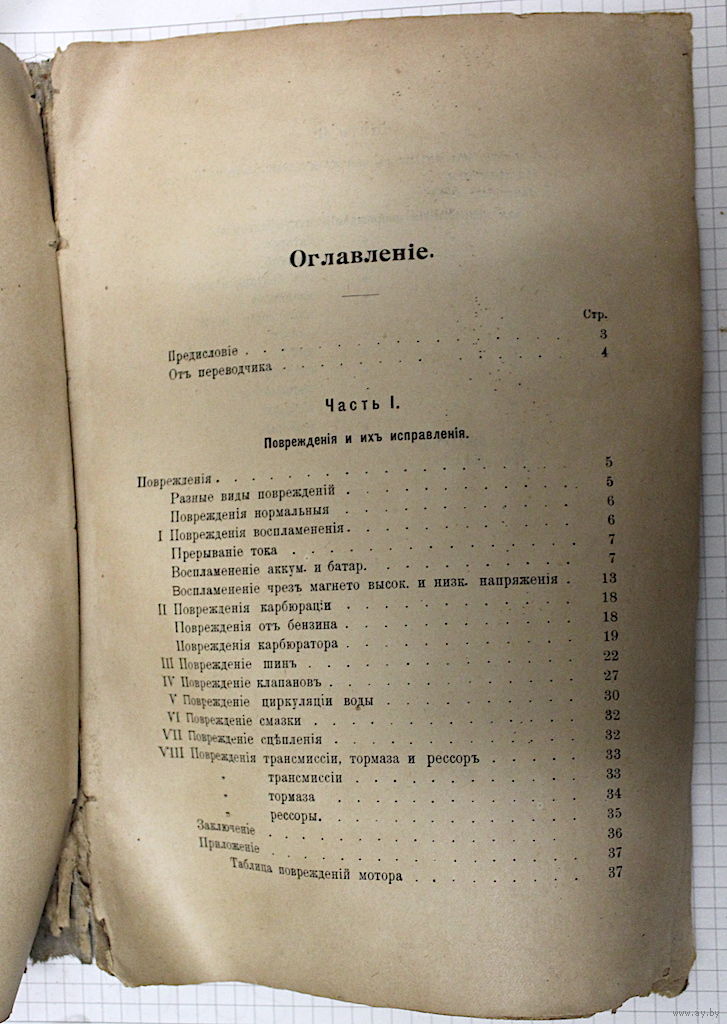 Оглавленіе.
Стр.
Предисловіе . . . . . . . . . . . . . . . 3
Отъ переводчика . . . . . . . . . . . . . 4
Часть I.
Поврежденія и ихъ исправленія.
Поврежденія . . . . . . . . . . . . . . . 5
Разные виды поврежденій . . . . . . . . . 5
Поврежденія нормальныя . . . . . . . . . 6
I Поврежденія воспламененія . . . . . . . 6
Прерываніе тока . . . . . . . . . . . . . 7
Воспламененіе аккум. и батар. . . . . . . 7
Воспламененіе чрезъ магнето высок. и низк. напряженія . 13
II Поврежденія карбюраціи . . . . . . . . 18
Поврежденія отъ бензина . . . . . . . . . 18
Поврежденія карбюратора . . . . . . . . . 19
III Поврежденіе шинъ . . . . . . . . . . 22
IV Поврежденіе клапановъ . . . . . . . . 27
V Поврежденіе циркуляціи воды . . . . . . 30
VI Поврежденіе смазки . . . . . . . . . . 32
VII Поврежденіе сцѣпленія . . . . . . . . 32
VIII Поврежденія трансмиссіи, тормаза и рессоръ . . . . . 33
" трансмиссіи . . . . . . . . . 33
" тормаза . . . . . . . . . . 34
" рессоры. . . . . . . . . . . 35
Заключеніе . . . . . . . . . . . . . . . 36
Приложеніе . . . . . . . . . . . . . . . 37
Таблица поврежденій мотора . . . . . . . 37
www.ay.by